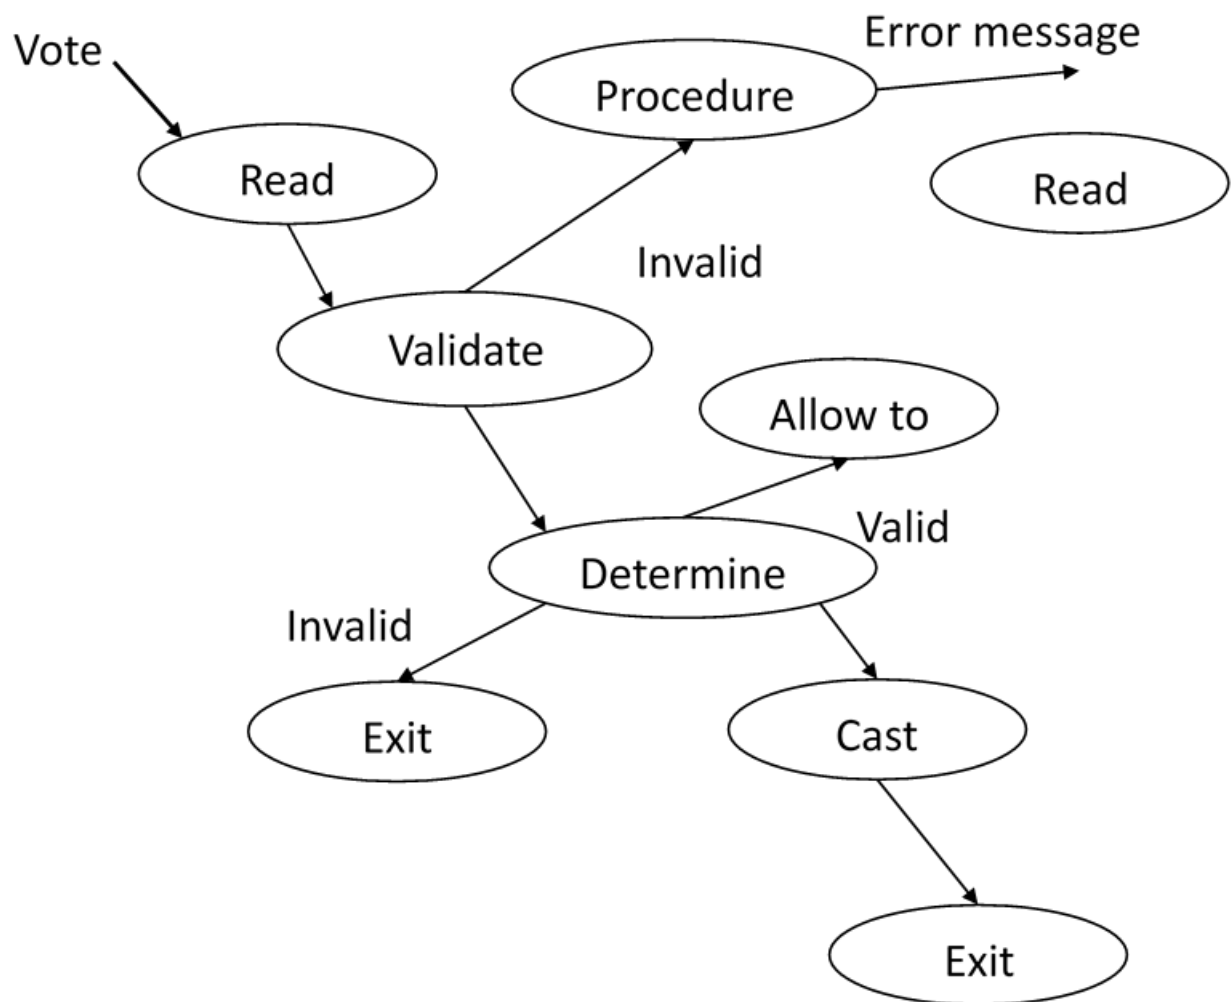 Error message
Vote
Procedure
Read
Read
Invalid
Validate
Allow to
Valid
Determine
Invalid
Exit
Cast
Exit